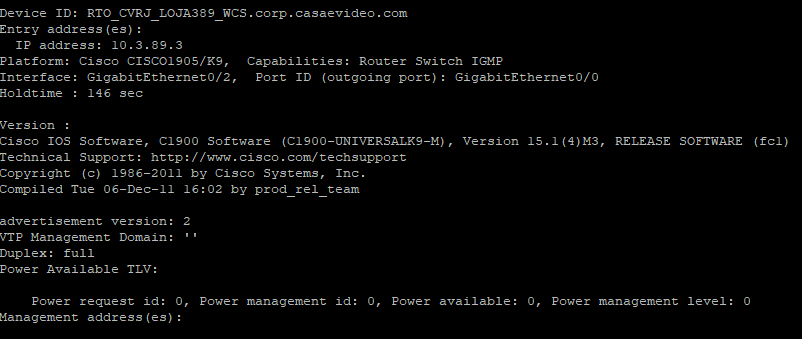 Device ID: RTO_CVRJ_LOJA389_WCS.corp.casaevideo.com
Entry address(es):
  IP address: 10.3.89.3
Platform: Cisco CISCO1905/K9,  Capabilities: Router Switch IGMP
Interface: GigabitEthernet0/2,  Port ID (outgoing port): GigabitEthernet0/0
Holdtime : 146 sec

Version :
Cisco IOS Software, C1900 Software (C1900-UNIVERSALK9-M), Version 15.1(4)M3, RELEASE SOFTWARE (fc1)
Technical Support: http://www.cisco.com/techsupport
Copyright (c) 1986-2011 by Cisco Systems, Inc.
Compiled Tue 06-Dec-11 16:02 by prod_rel_team

advertisement version: 2
VTP Management Domain: ''
Duplex: full
Power Available TLV:

    Power request id: 0, Power management id: 0, Power available: 0, Power management level: 0
Management address(es):